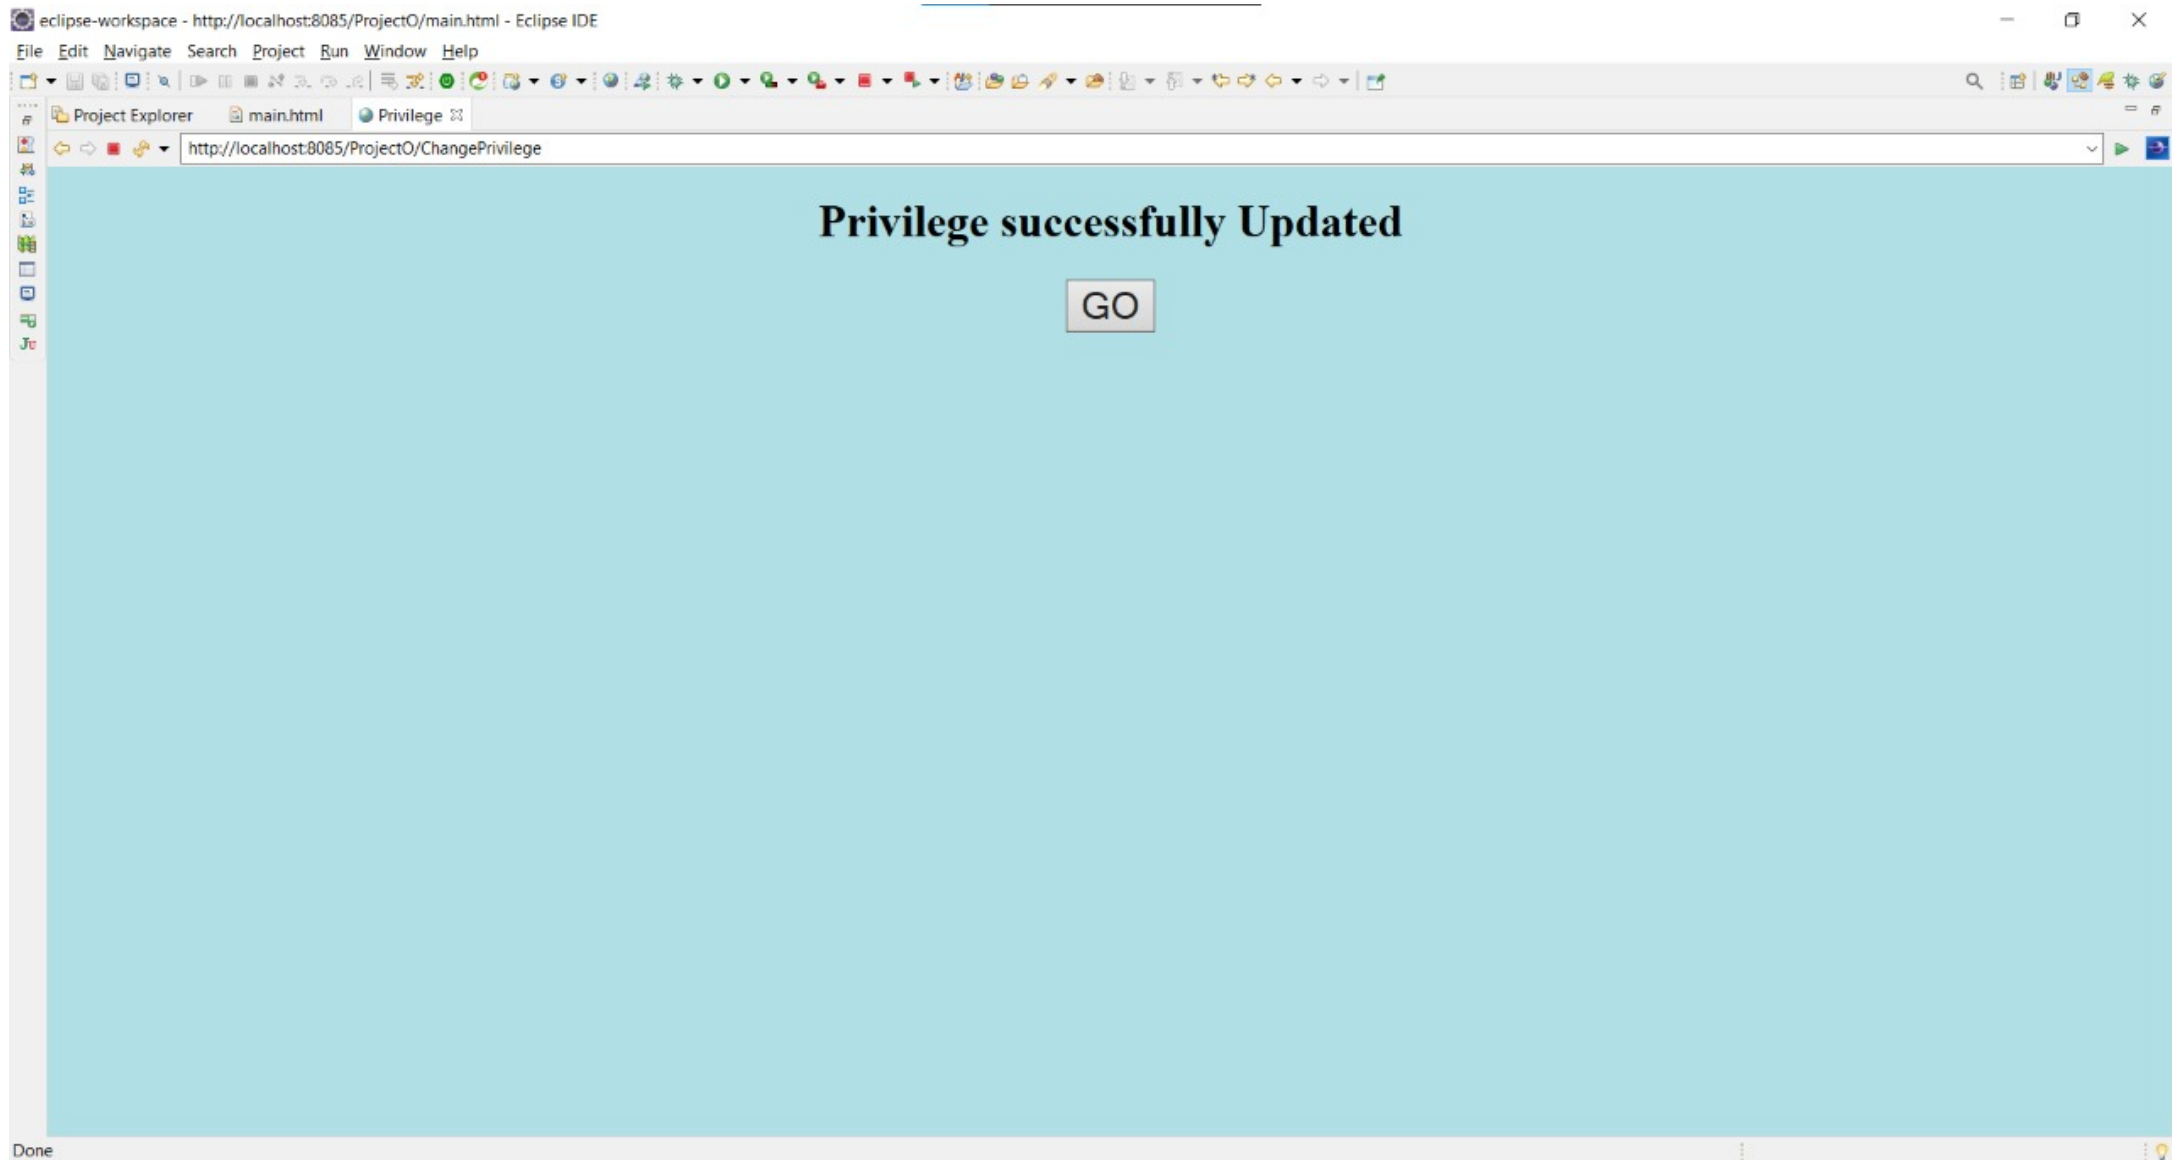 eclipse-workspace - http://localhost:8085/ProjectO/main.html - Eclipse IDE
File Edit Navigate Search Project Run Window Help
Project Explorer main.html Privilege
http://localhost:8085/ProjectO/ChangePrivilege
Privilege successfully Updated
GO
Done